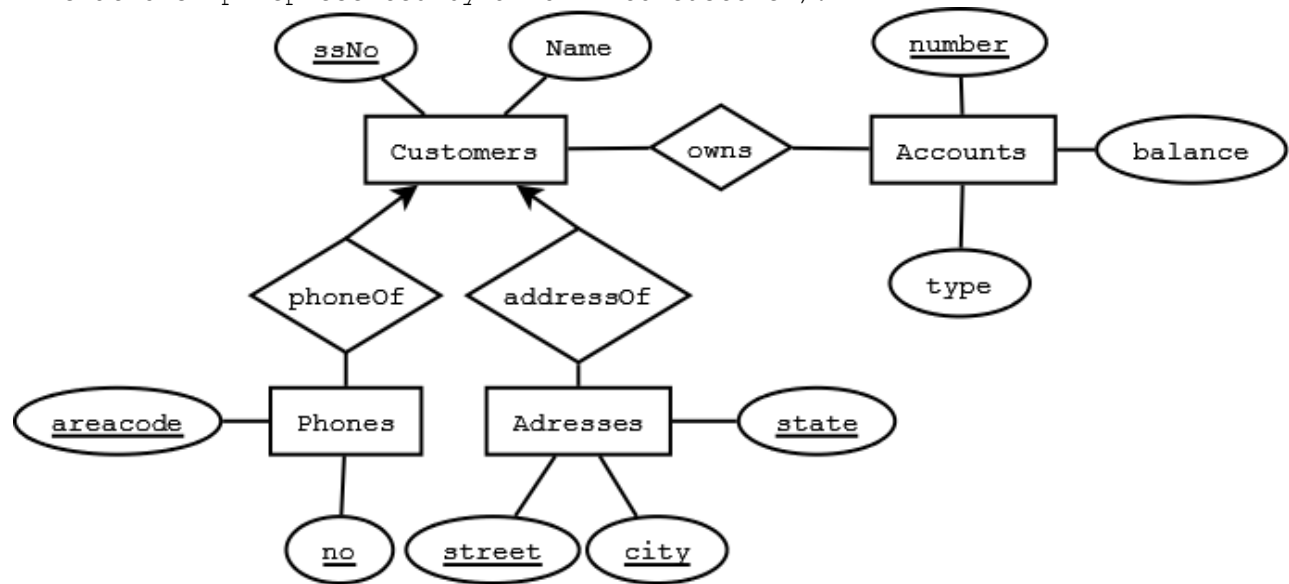 ssNo
Name
number
Customers
owns
Accounts
balance
phoneOf
addressOf
type
areacode
Phones
Adresses
state
no
street
city